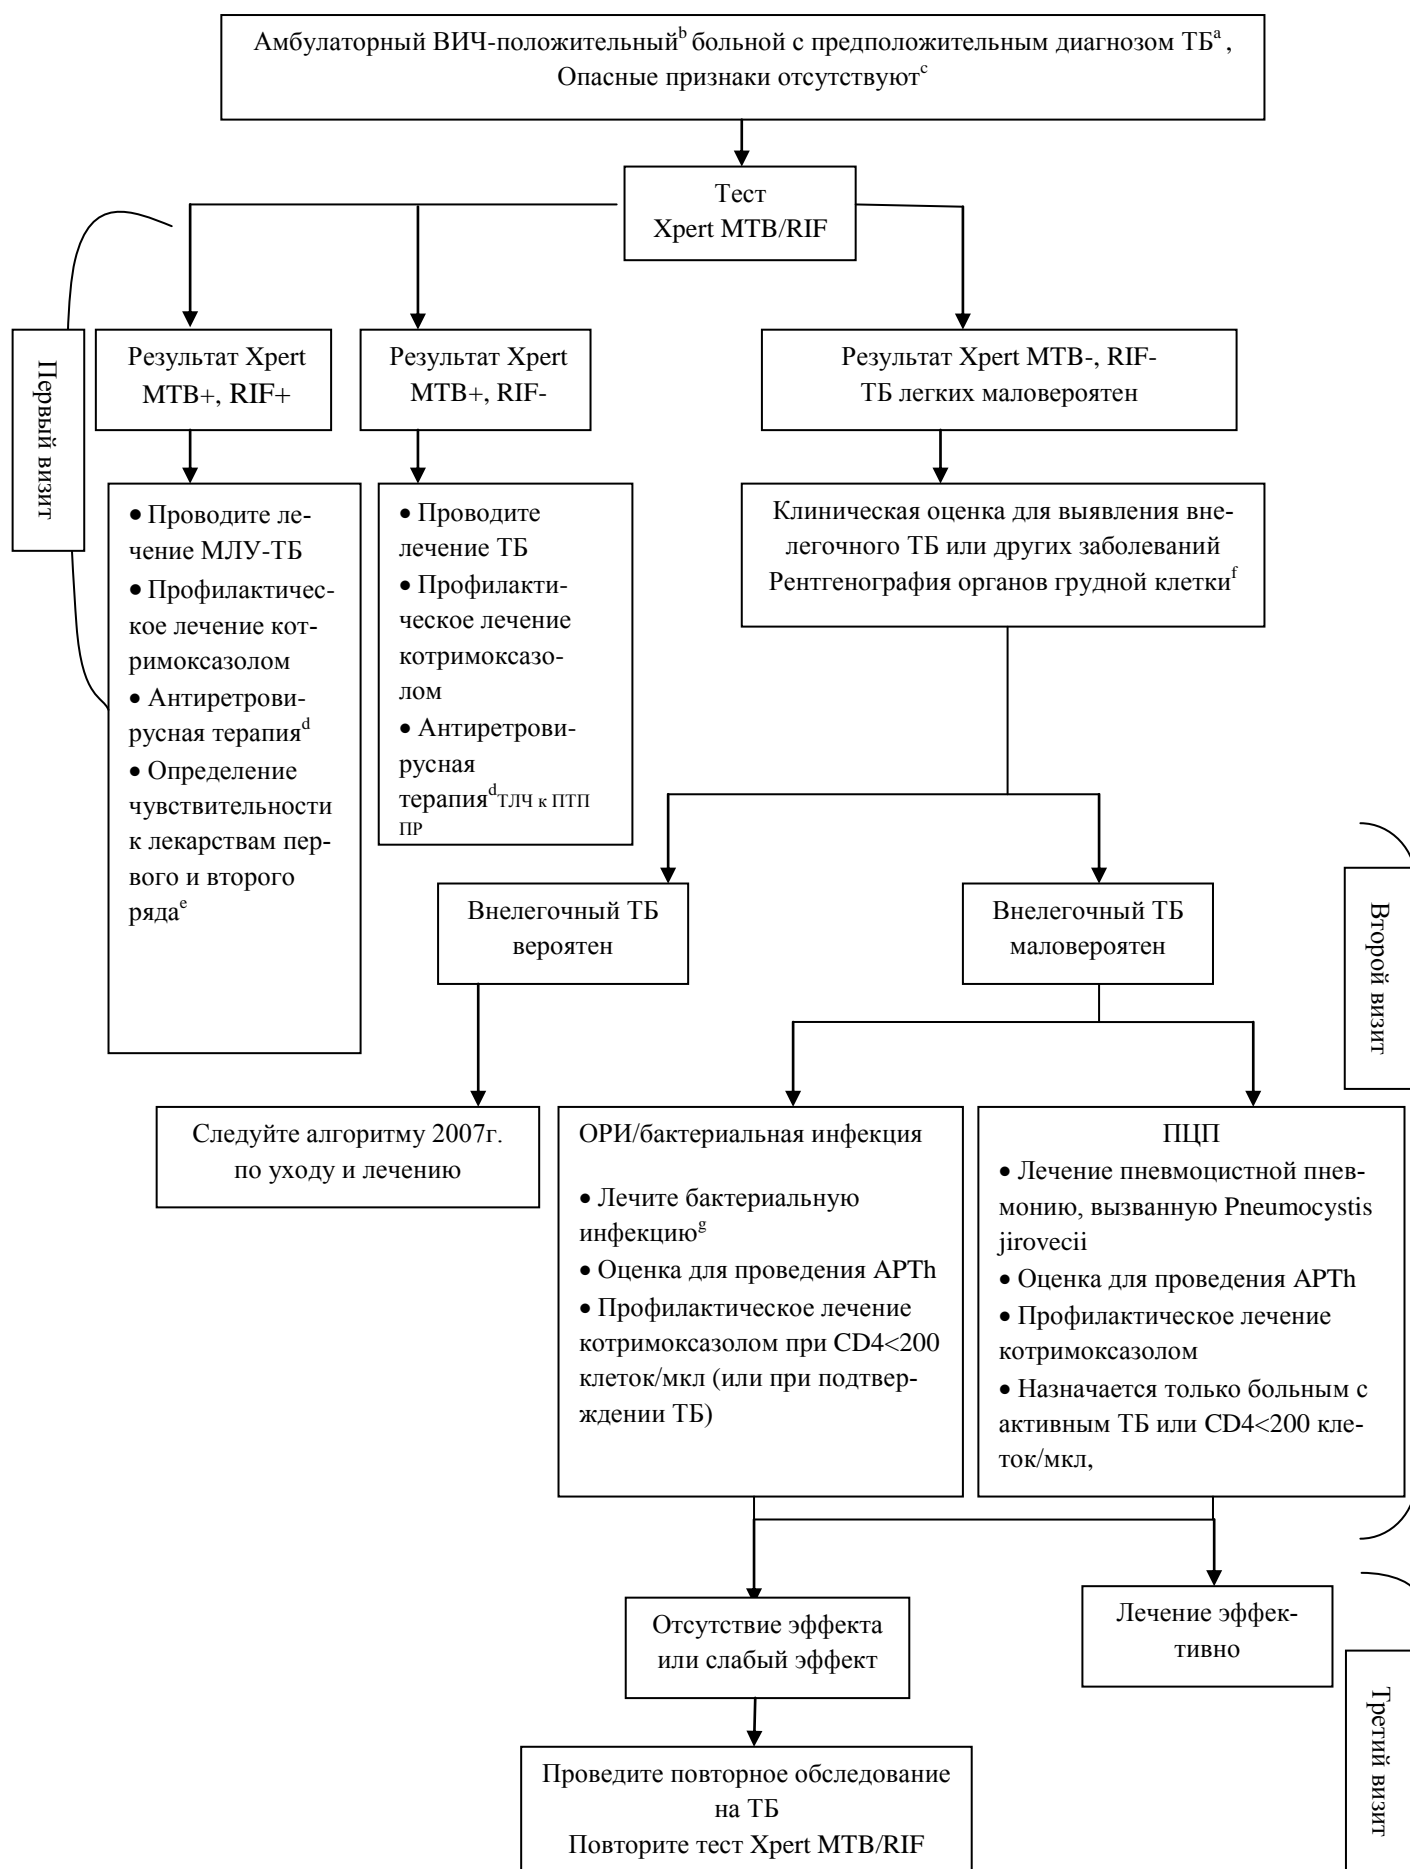 Амбулаторный ВИЧ-положительный^b больной с предположительным диагнозом ТБ^a ,
Опасные признаки отсутствуют^c
Тест
Xpert MTB/RIF
Первый визит
Результат Xpert
MTB+, RIF+
Результат Xpert
MTB+, RIF-
Результат Xpert MTB-, RIF-
ТБ легких маловероятен
• Проводите ле-
чение МЛУ-ТБ
• Профилактичес-
кое лечение кот-
римоксазолом
• Антиретрови-
русная терапия^d
• Определение
чувствительности
к лекарствам пер-
вого и второго
ряда^e
• Проводите
лечение ТБ
• Профилакти-
ческое лечение
котримоксазо-
лом
• Антиретрови-
русная
терапия^d ТЛЧ к ПТП
ПР
Клиническая оценка для выявления вне-
легочного ТБ или других заболеваний
Рентгенография органов грудной клетки^f
Внелегочный ТБ
вероятен
Внелегочный ТБ
маловероятен
Второй визит
Следуйте алгоритму 2007г.
по уходу и лечению
ОРИ/бактериальная инфекция
• Лечите бактериальную
инфекцию^g
• Оценка для проведения АРТh
• Профилактическое лечение
котримоксазолом при CD4<200
клеток/мкл (или при подтвер-
ждении ТБ)
ПЦП
• Лечение пневмоцистной пнев-
монию, вызванную Pneumocystis
jirovecii
• Оценка для проведения АРТh
• Профилактическое лечение
котримоксазолом
• Назначается только больным с
активным ТБ или CD4<200 кле-
ток/мкл,
Отсутствие эффекта
или слабый эффект
Лечение эффек-
тивно
Третий визит
Проведите повторное обследование
на ТБ
Повторите тест Xpert MTB/RIF